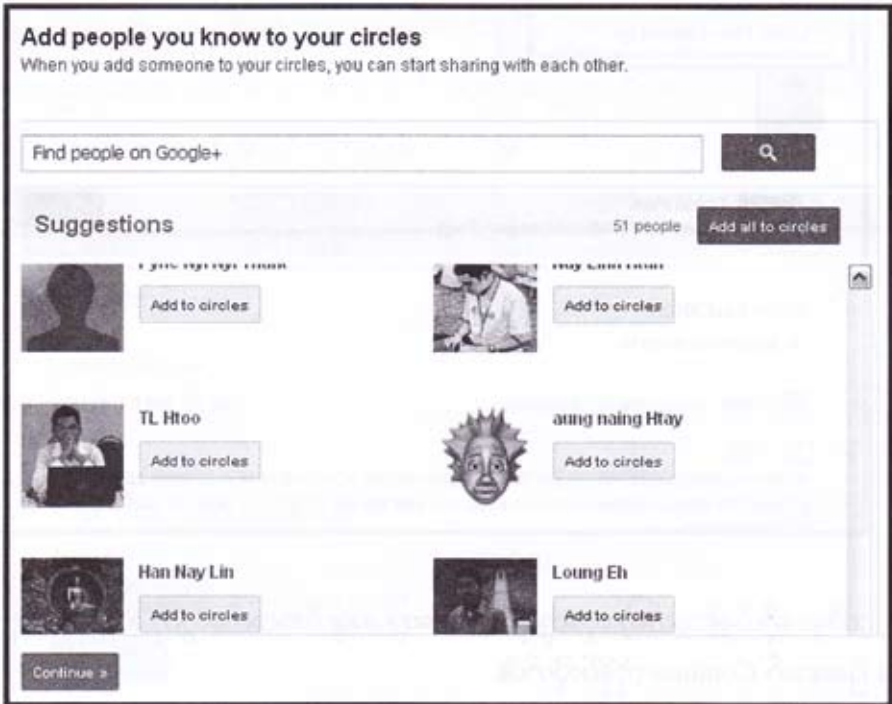 Add people you know to your circles
When you add someone to your circles, you can start sharing with each other.
Find people on Google+
Suggestions 51 people Add all to circles
Add to circles Add to circles
TL Htoo aung naing Htay
Add to circles Add to circles
Han Nay Lin Loung Eh
Add to circles Add to circles
Continue »